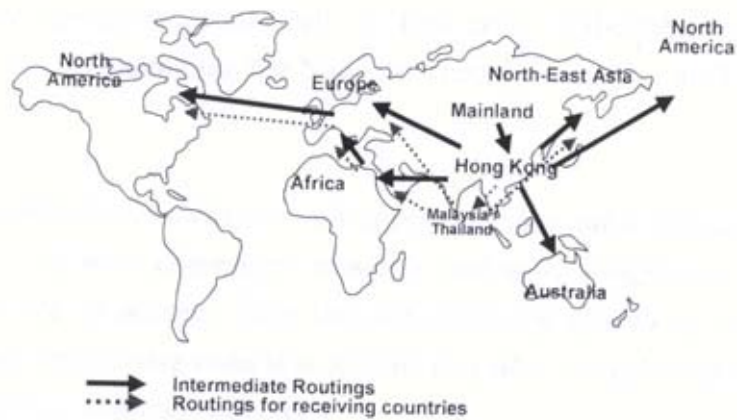 North
America
North
America
Europe
North-East Asia
Mainland
Hong Kong
Africa
Malaysia
Thailand
Australia
Intermediate Routings
Routings for receiving countries